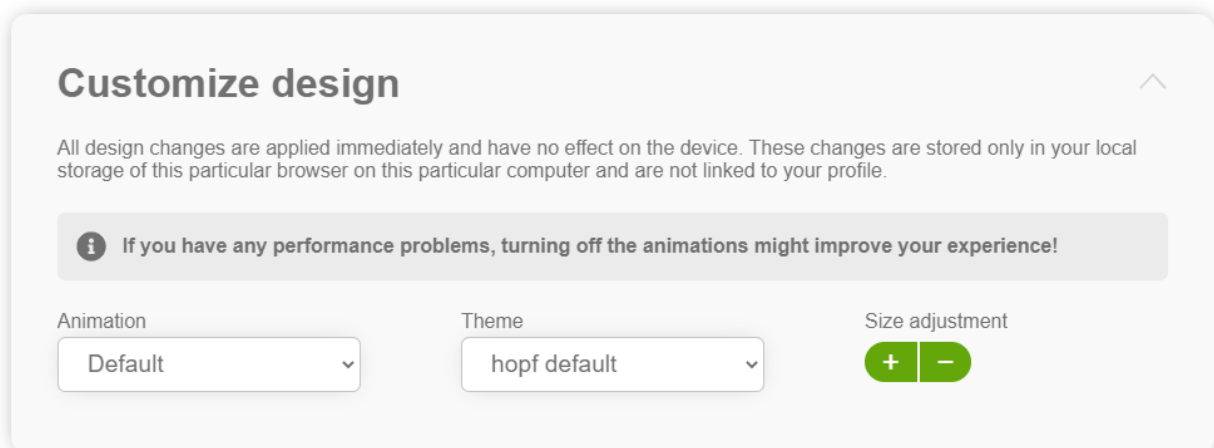 Customize design
All design changes are applied immediately and have no effect on the device. These changes are stored only in your local
storage of this particular browser on this particular computer and are not linked to your profile.
If you have any performance problems, turning off the animations might improve your experience!
Animation Theme Size adjustment
Default hopf default + −